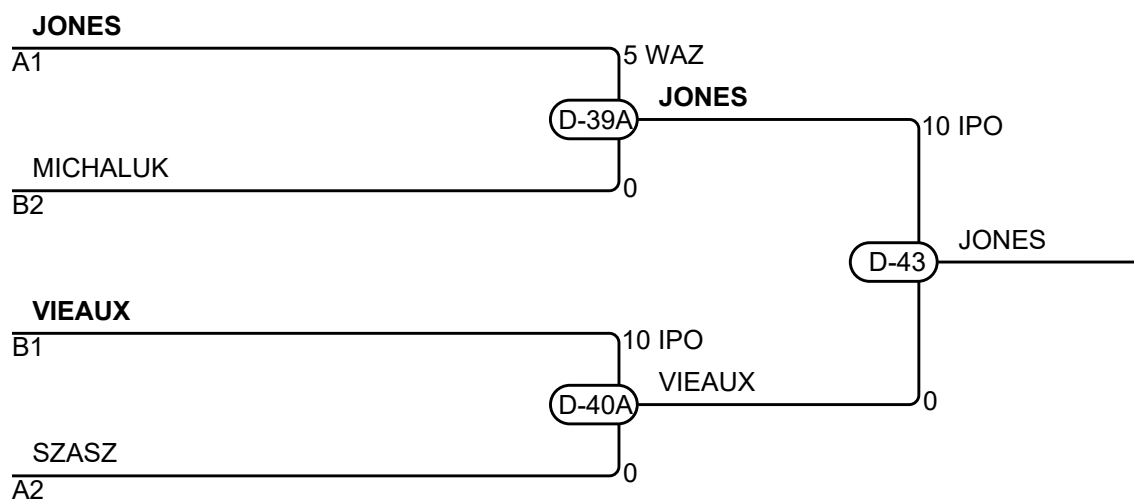 JONES
A1
5 WAZ
D-39A
JONES
10 IPO
MICHALUK
B2
0
D-43
JONES
VIEAUX
B1
10 IPO
D-40A
VIEAUX
0
SZASZ
A2
0